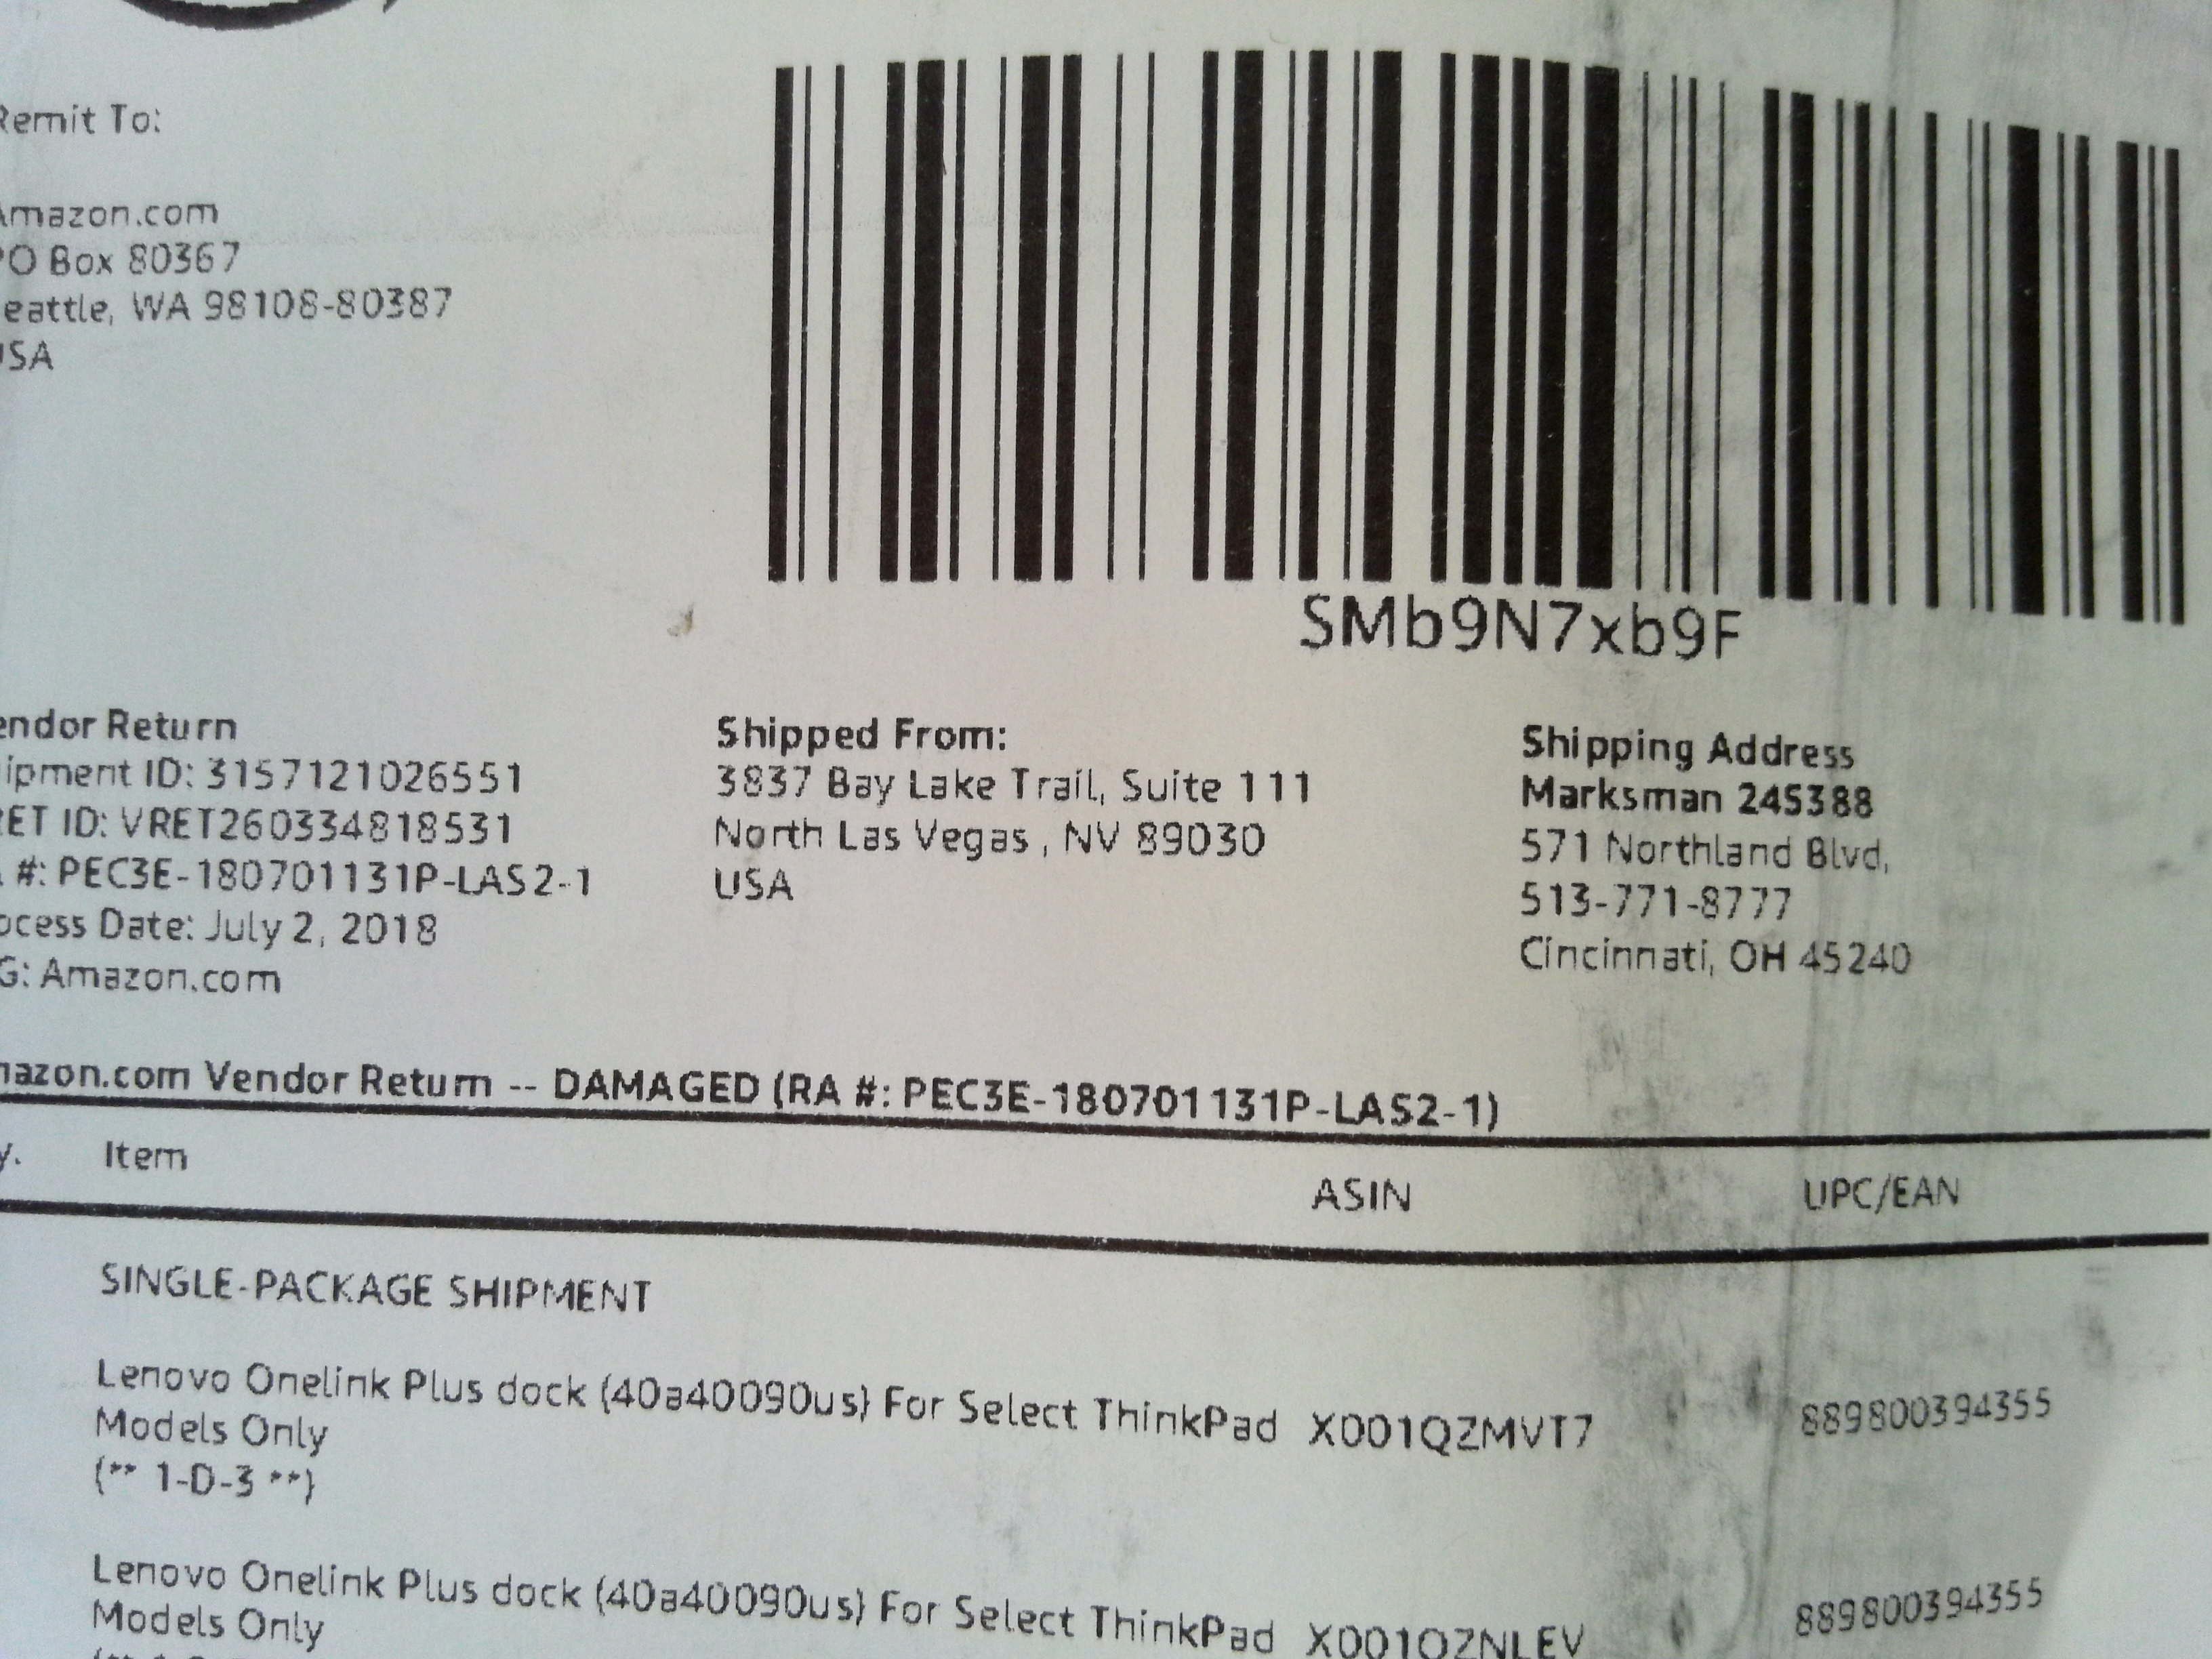 Remit To:
Amazon.com
PO Box 80367
eattle, WA 98108-80387
USA
SMb9N7xb9F
endor Return
ipment ID: 3157121026551
RET ID: VRET260334818531
#: PEC3E-180701131P-LAS2-1
ocess Date: July 2, 2018
G: Amazon.com
Shipped From:
3837 Bay Lake Trail, Suite 111
North Las Vegas , NV 89030
USA
Shipping Address
Marksman 245388
571 Northland Blvd,
513-771-8777
Cincinnati, OH 45240
mazon.com Vendor Return -- DAMAGED (RA #: PEC3E-180701131P-LAS2-1)
y. Item ASIN UPC/EAN
SINGLE-PACKAGE SHIPMENT
Lenovo Onelink Plus dock (40a40090us) For Select ThinkPad X001QZMVT7 889800394355
Models Only
(** 1-D-3 **)
Lenovo Onelink Plus dock (40a40090us) For Select ThinkPad X001QZNLEV 889800394355
Models Only